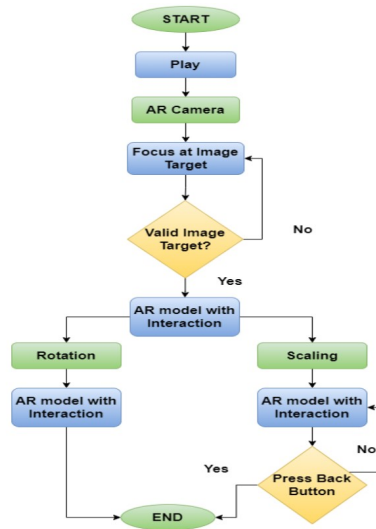 START
Play
AR Camera
Focus at Image
Target
Valid Image
Target?
No
Yes
AR model with
Interaction
Rotation
Scaling
AR model with
Interaction
AR model with
Interaction
No
Yes
Press Back
Button
END